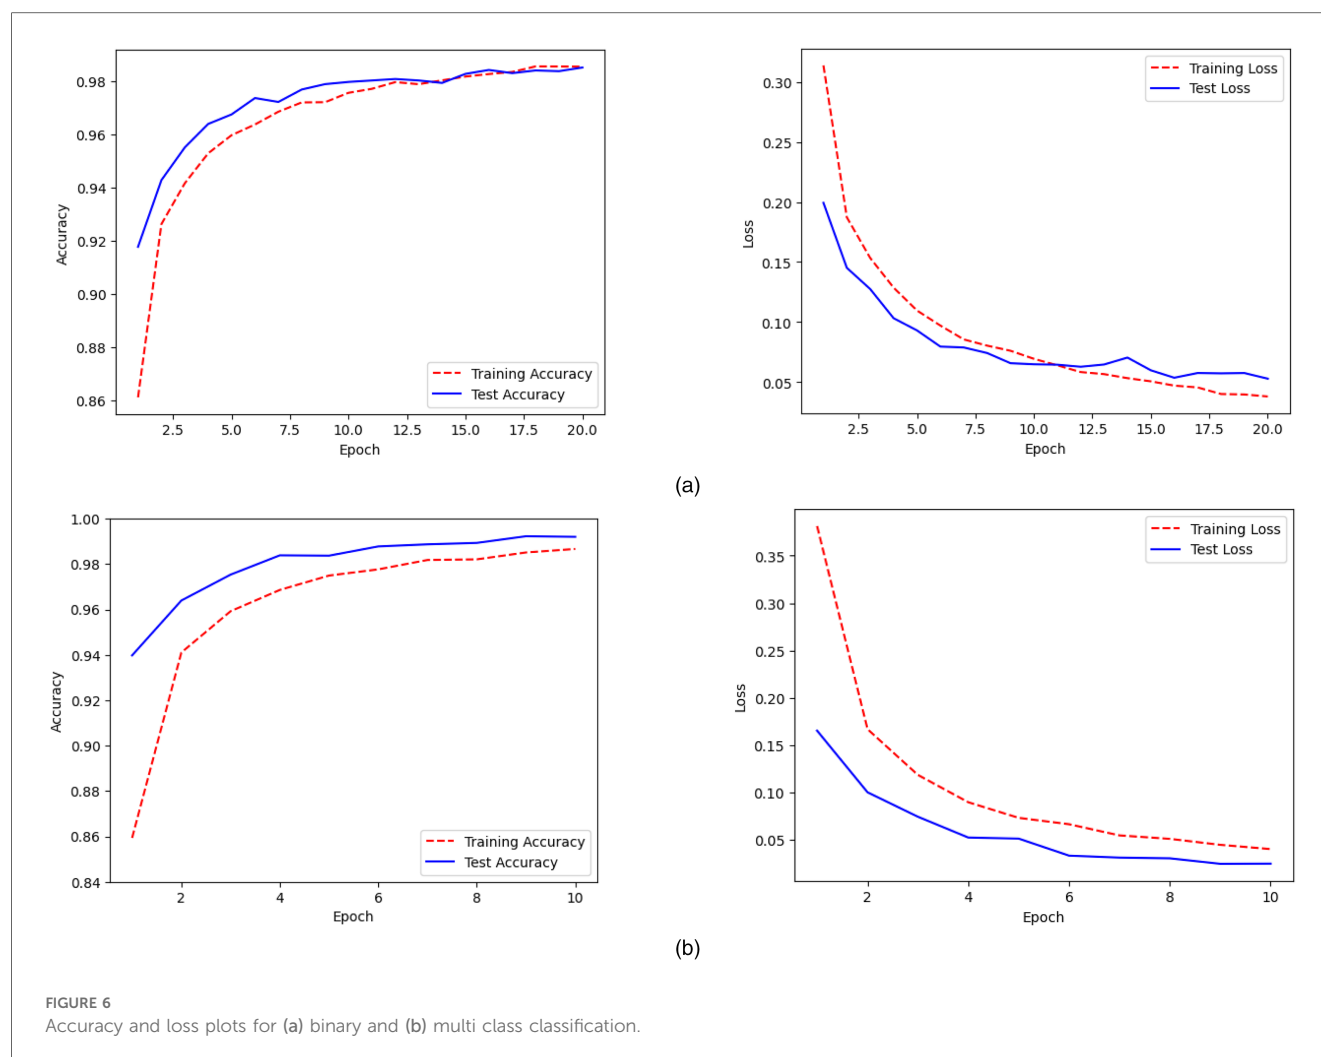 0.98
0.96
0.94
0.92
0.90
0.88
0.86
Accuracy
Training Accuracy
Test Accuracy
2.5 5.0 7.5 10.0 12.5 15.0 17.5 20.0
Epoch
0.30
0.25
0.20
0.15
0.10
0.05
Loss
Training Loss
Test Loss
2.5 5.0 7.5 10.0 12.5 15.0 17.5 20.0
Epoch
(a)
1.00
0.98
0.96
0.94
0.92
0.90
0.88
0.86
0.84
Accuracy
Training Accuracy
Test Accuracy
2 4 6 8 10
Epoch
0.35
0.30
0.25
0.20
0.15
0.10
0.05
Loss
Training Loss
Test Loss
2 4 6 8 10
Epoch
(b)
FIGURE 6
Accuracy and loss plots for (a) binary and (b) multi class classification.